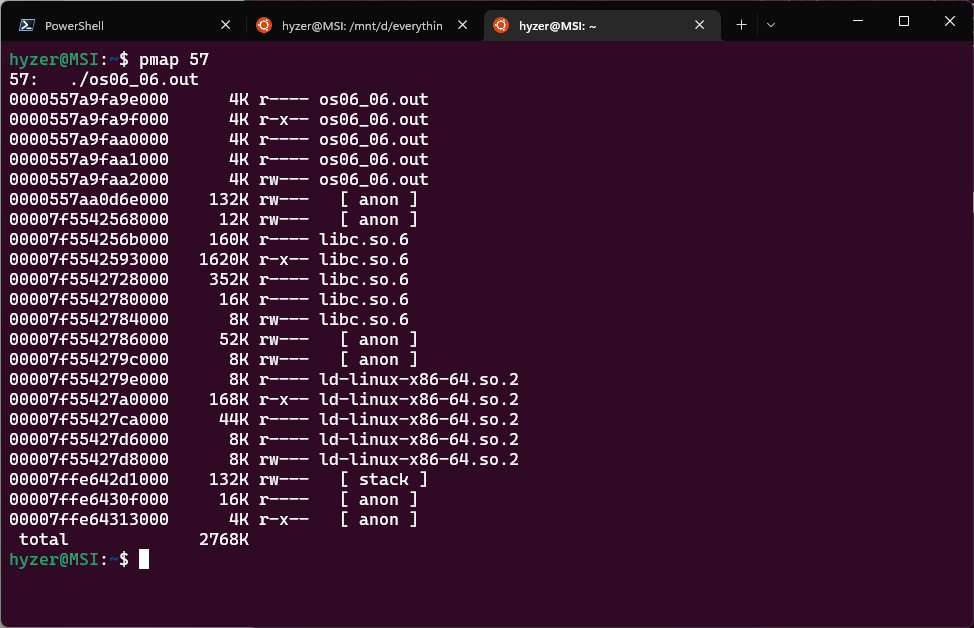 PowerShell
hyzer@MSI: /mnt/d/everythin
hyzer@MSI: ~
hyzer@MSI:~$ pmap 57
57:   ./os06_06.out
0000557a9fa9e000      4K r---- os06_06.out
0000557a9fa9f000      4K r-x-- os06_06.out
0000557a9faa0000      4K r---- os06_06.out
0000557a9faa1000      4K r---- os06_06.out
0000557a9faa2000      4K rw--- os06_06.out
0000557aa0d6e000    132K rw---   [ anon ]
00007f5542568000     12K rw---   [ anon ]
00007f554256b000    160K r---- libc.so.6
00007f5542593000   1620K r-x-- libc.so.6
00007f5542728000    352K r---- libc.so.6
00007f5542780000     16K r---- libc.so.6
00007f5542784000      8K rw--- libc.so.6
00007f5542786000     52K rw---   [ anon ]
00007f554279c000      8K rw---   [ anon ]
00007f554279e000      8K r---- ld-linux-x86-64.so.2
00007f55427a0000    168K r-x-- ld-linux-x86-64.so.2
00007f55427ca000     44K r---- ld-linux-x86-64.so.2
00007f55427d6000      8K r---- ld-linux-x86-64.so.2
00007f55427d8000      8K rw--- ld-linux-x86-64.so.2
00007ffe642d1000    132K rw---   [ stack ]
00007ffe6430f000     16K r----   [ anon ]
00007ffe64313000      4K r-x--   [ anon ]
 total             2768K
hyzer@MSI:~$